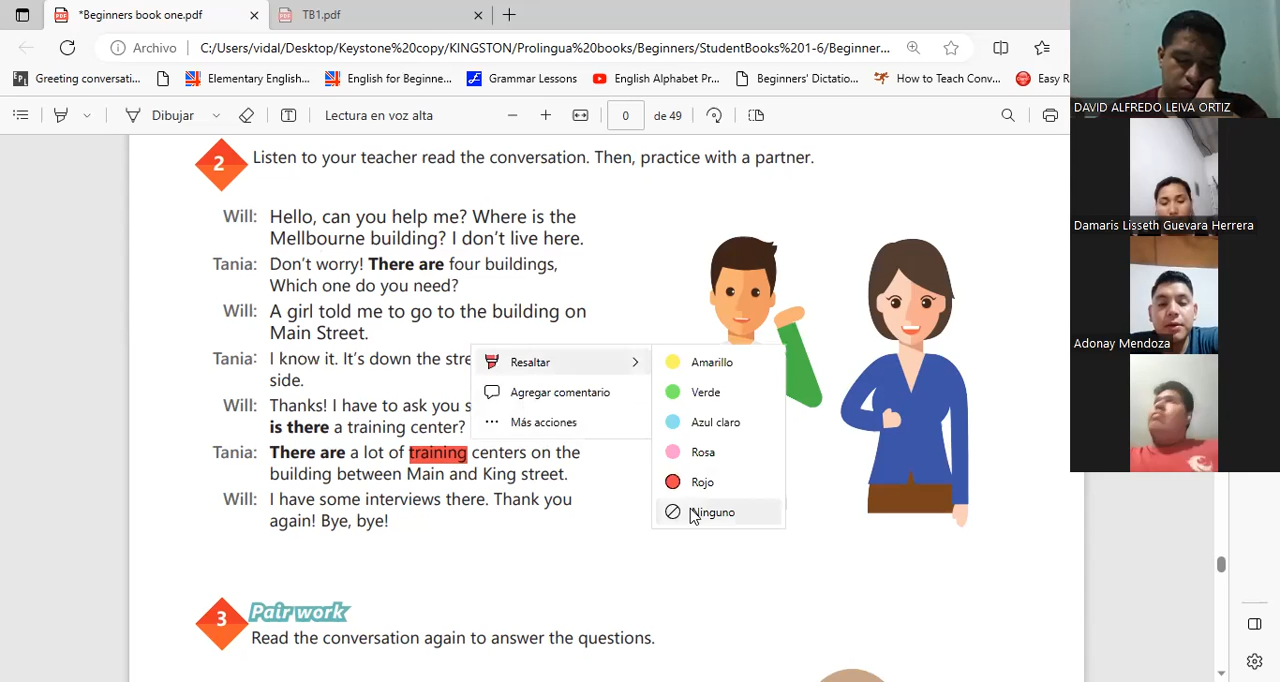 *Beginners book one.pdf
TB1.pdf
Archivo
C:/Users/vidal/Desktop/Keystone%20copy/KINGSTON/Prolingua%20books/Beginners/StudentBooks%201-6/Beginner...
Greeting conversati...
Elementary English...
English for Beginne...
Grammar Lessons
English Alphabet Pr...
Beginners' Dictatio...
How to Teach Conv...
Easy R
Dibujar
Lectura en voz alta
0
de 49
2
Listen to your teacher read the conversation. Then, practice with a partner.
Will: Hello, can you help me? Where is the
Mellbourne building? I don't live here.
Tania: Don't worry! There are four buildings,
Which one do you need?
Will: A girl told me to go to the building on
Main Street.
Tania: I know it. It's down the stre
side.
Will: Thanks! I have to ask you s
is there a training center?
Tania: There are a lot of training centers on the
building between Main and King street.
Will: I have some interviews there. Thank you
again! Bye, bye!
Resaltar
Agregar comentario
Más acciones
Amarillo
Verde
Azul claro
Rosa
Rojo
Ninguno
3
Pair work
Read the conversation again to answer the questions.
DAVID ALFREDO LEIVA ORTIZ
Damaris Lisseth Guevara Herrera
Adonay Mendoza